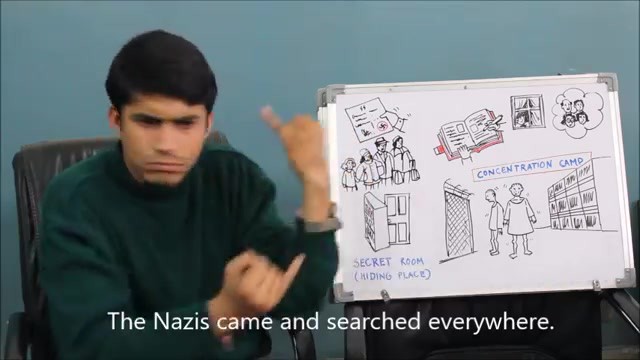 CONCENTRATION CAMP
SECRET ROOM
(HIDING PLACE)
The Nazis came and searched everywhere.